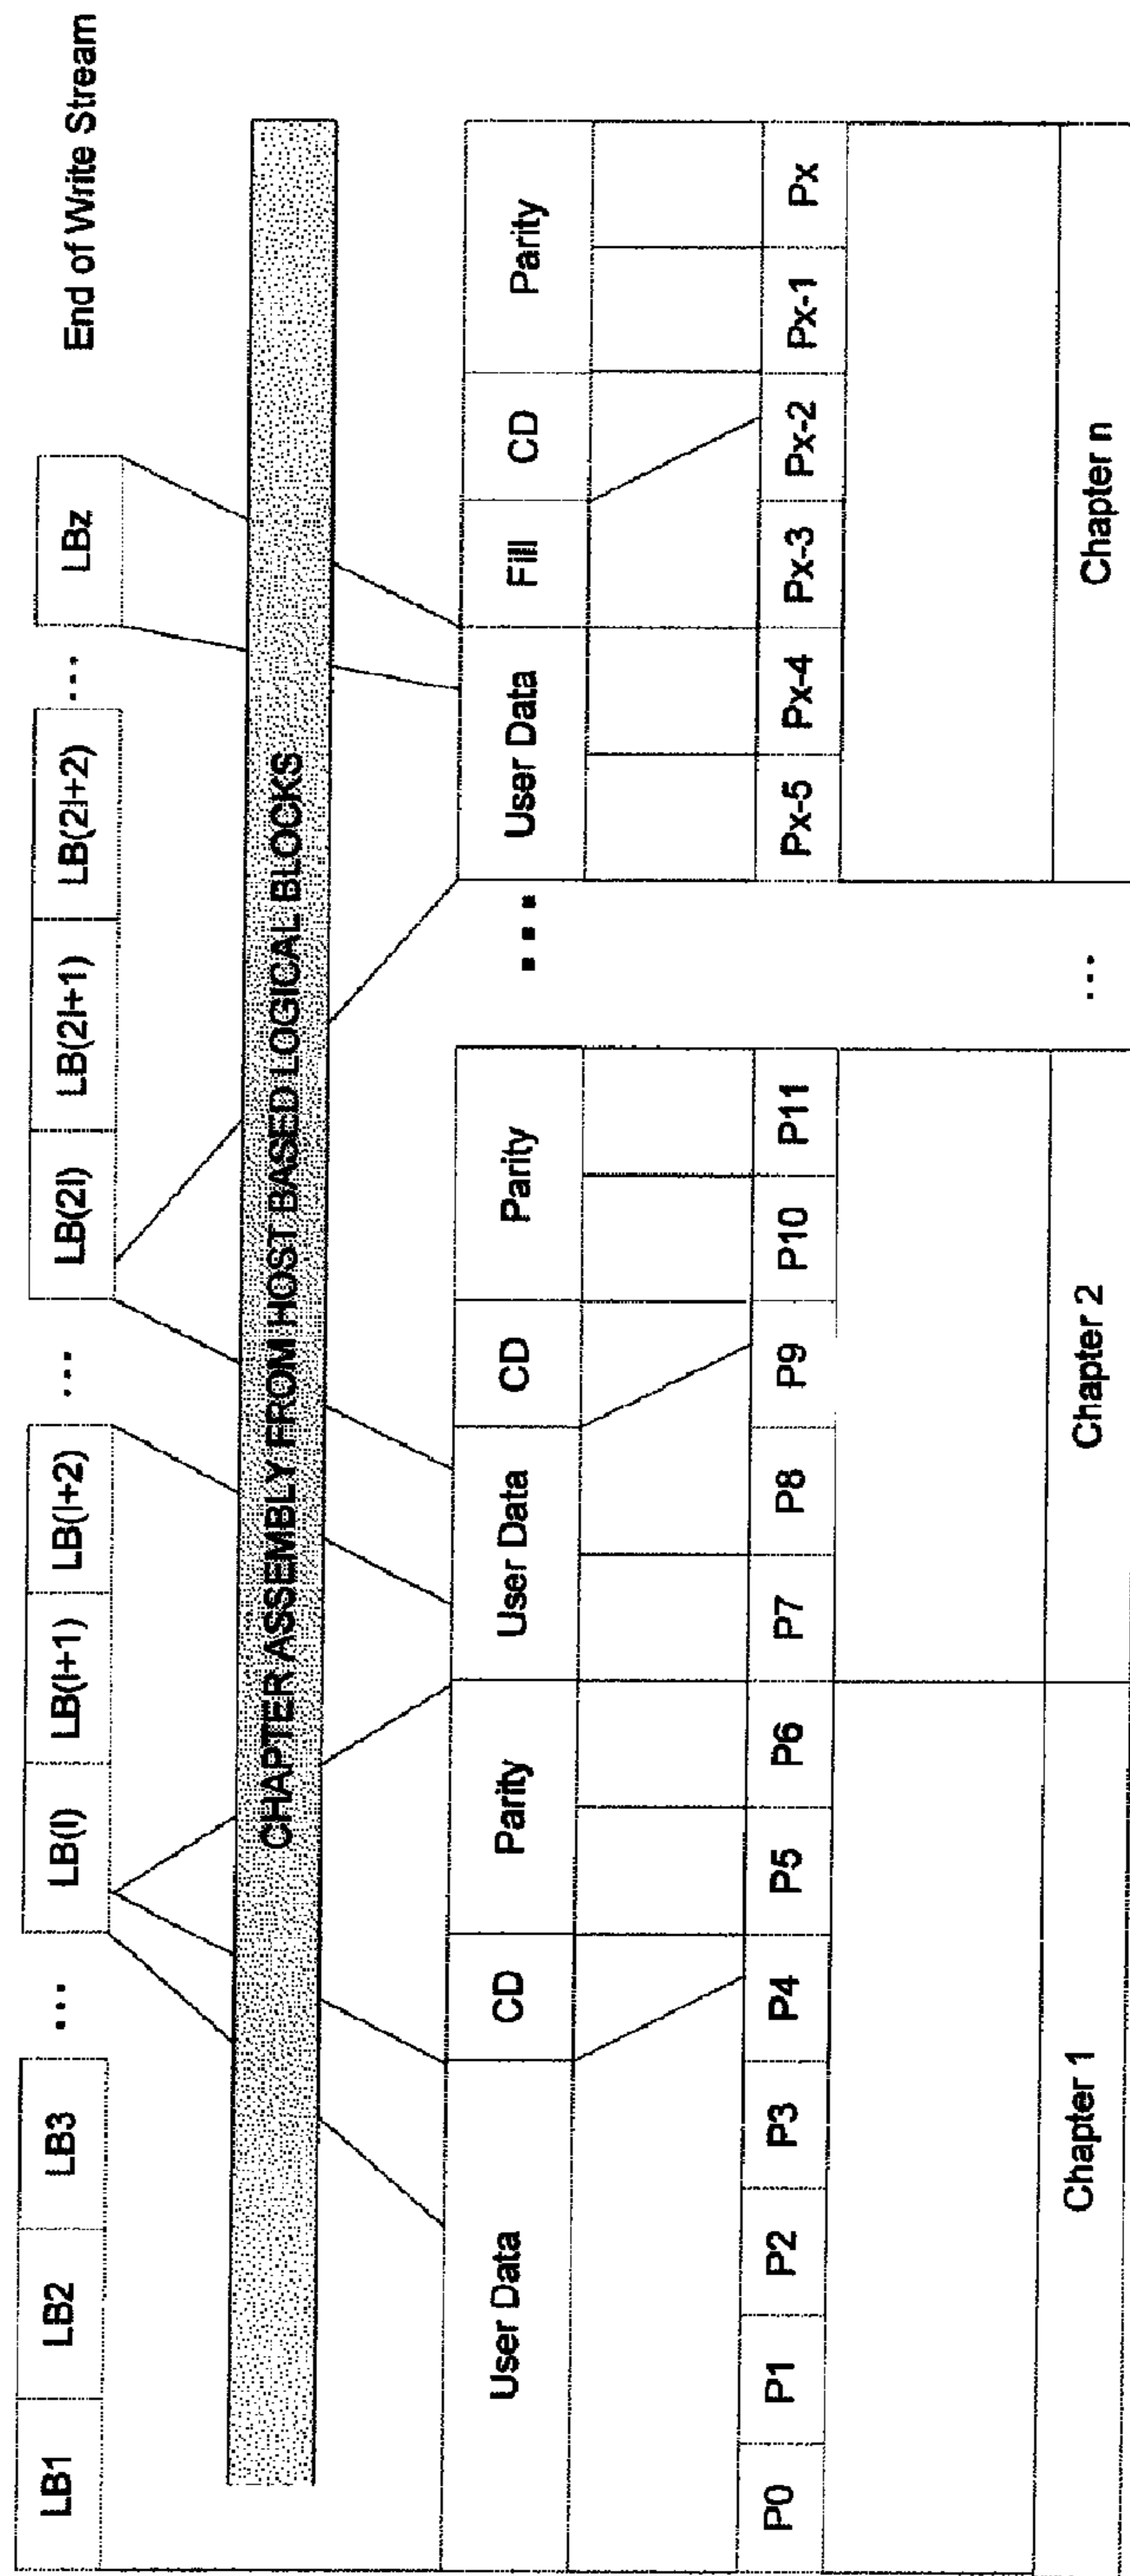 LB1 LB2 LB3 ... LB(I) LB(I+1) LB(I+2) ... LB(2I) LB(2I+1) LB(2I+2) ... LBz End of Write Stream
CHAPTER ASSEMBLY FROM HOST BASED LOGICAL BLOCKS
User Data CD Parity User Data CD Parity ... User Data Fill CD Parity
P0 P1 P2 P3 P4 P5 P6 P7 P8 P9 P10 P11 Px-5 Px-4 Px-3 Px-2 Px-1 Px
Chapter 1 Chapter 2 ... Chapter n